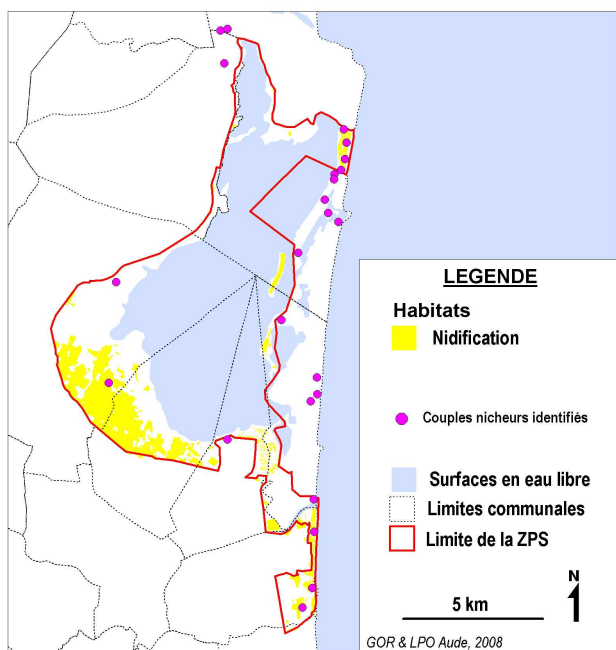 LEGENDE
Habitats
Nidification
Couples nicheurs identifiés
Surfaces en eau libre
Limites communales
Limite de la ZPS
N
5 km
GOR & LPO Aude, 2008